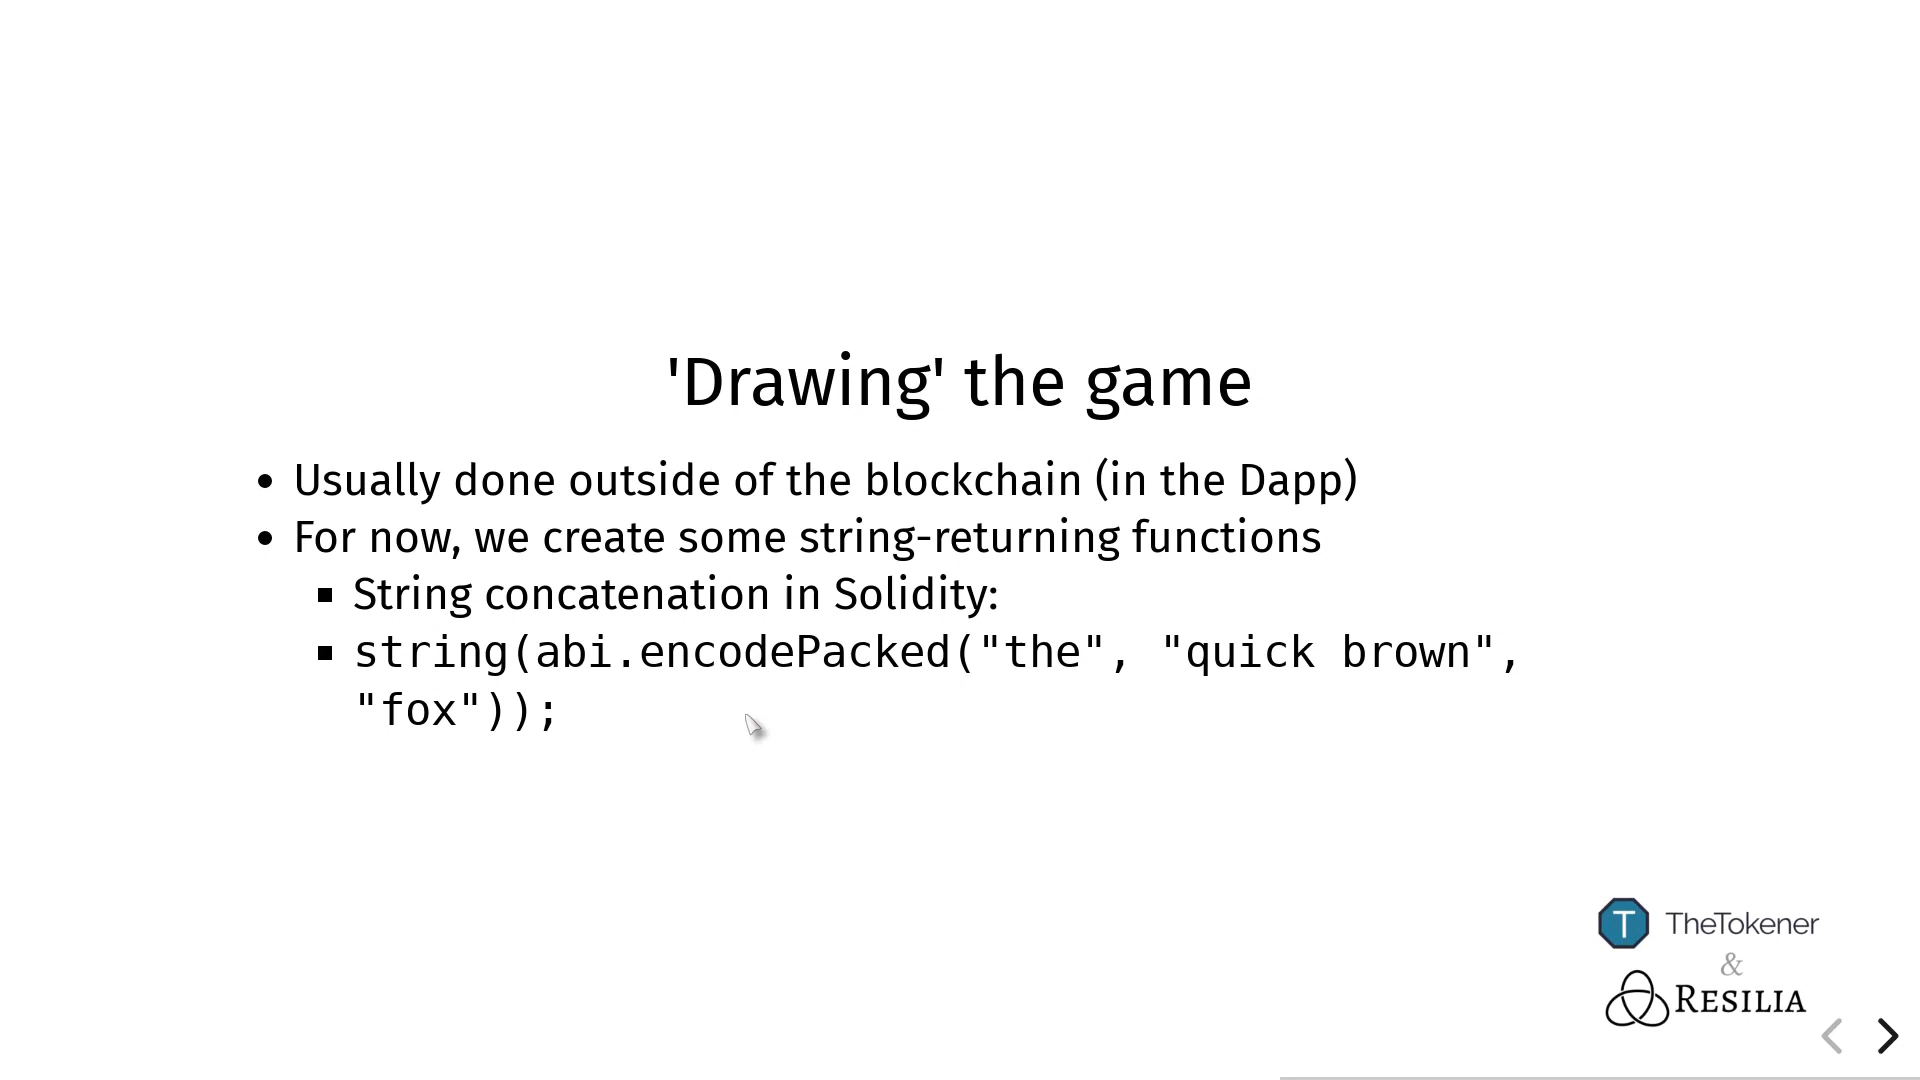 'Drawing' the game
Usually done outside of the blockchain (in the Dapp)
For now, we create some string-returning functions
String concatenation in Solidity:
string(abi.encodePacked("the", "quick brown",
"fox"));
T TheTokener
&
RESILIA